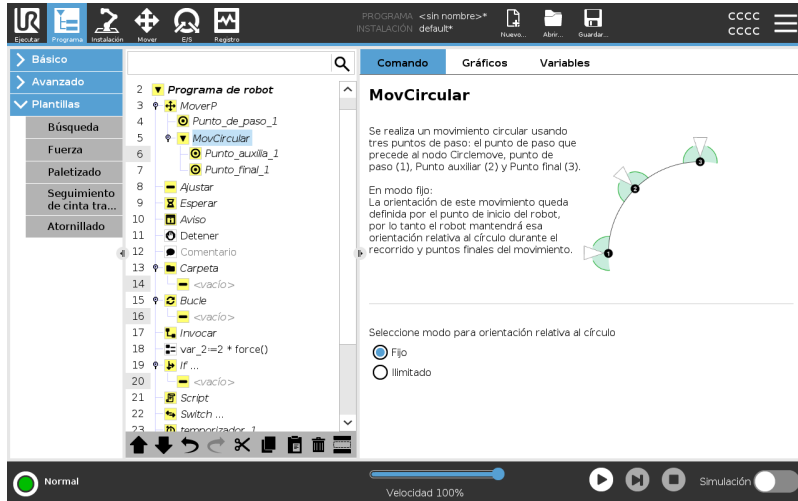 UR
Ejecutar
Programa
Instalación
Mover
E/S
Registro
PROGRAMA <sin nombre>*
INSTALACIÓN default*
Nuevo...
Abrir...
Guardar...
cccc
cccc
Básico
Avanzado
Plantillas
Búsqueda
Fuerza
Paletizado
Seguimiento
de cinta tra...
Atornillado
2 Programa de robot
3 MoverP
4 Punto_de_paso_1
5 MovCircular
6 Punto_auxilia_1
7 Punto_final_1
8 Ajustar
9 Esperar
10 Aviso
11 Detener
12 Comentario
13 Carpeta
14 <vacío>
15 Bucle
16 <vacío>
17 Invocar
18 var_2≔2 * force()
19 If ...
20 <vacío>
21 Script
22 Switch ...
23 temporizador_1
Comando
Gráficos
Variables
MovCircular
Se realiza un movimiento circular usando
tres puntos de paso: el punto de paso que
precede al nodo Circlemove, punto de
paso (1), Punto auxiliar (2) y Punto final (3).
En modo fijo:
La orientación de este movimiento queda
definida por el punto de inicio del robot,
por lo tanto el robot mantendrá esa
orientación relativa al círculo durante el
recorrido y puntos finales del movimiento.
1
2
3
Seleccione modo para orientación relativa al círculo
Fijo
Ilimitado
Normal
Velocidad 100%
Simulación